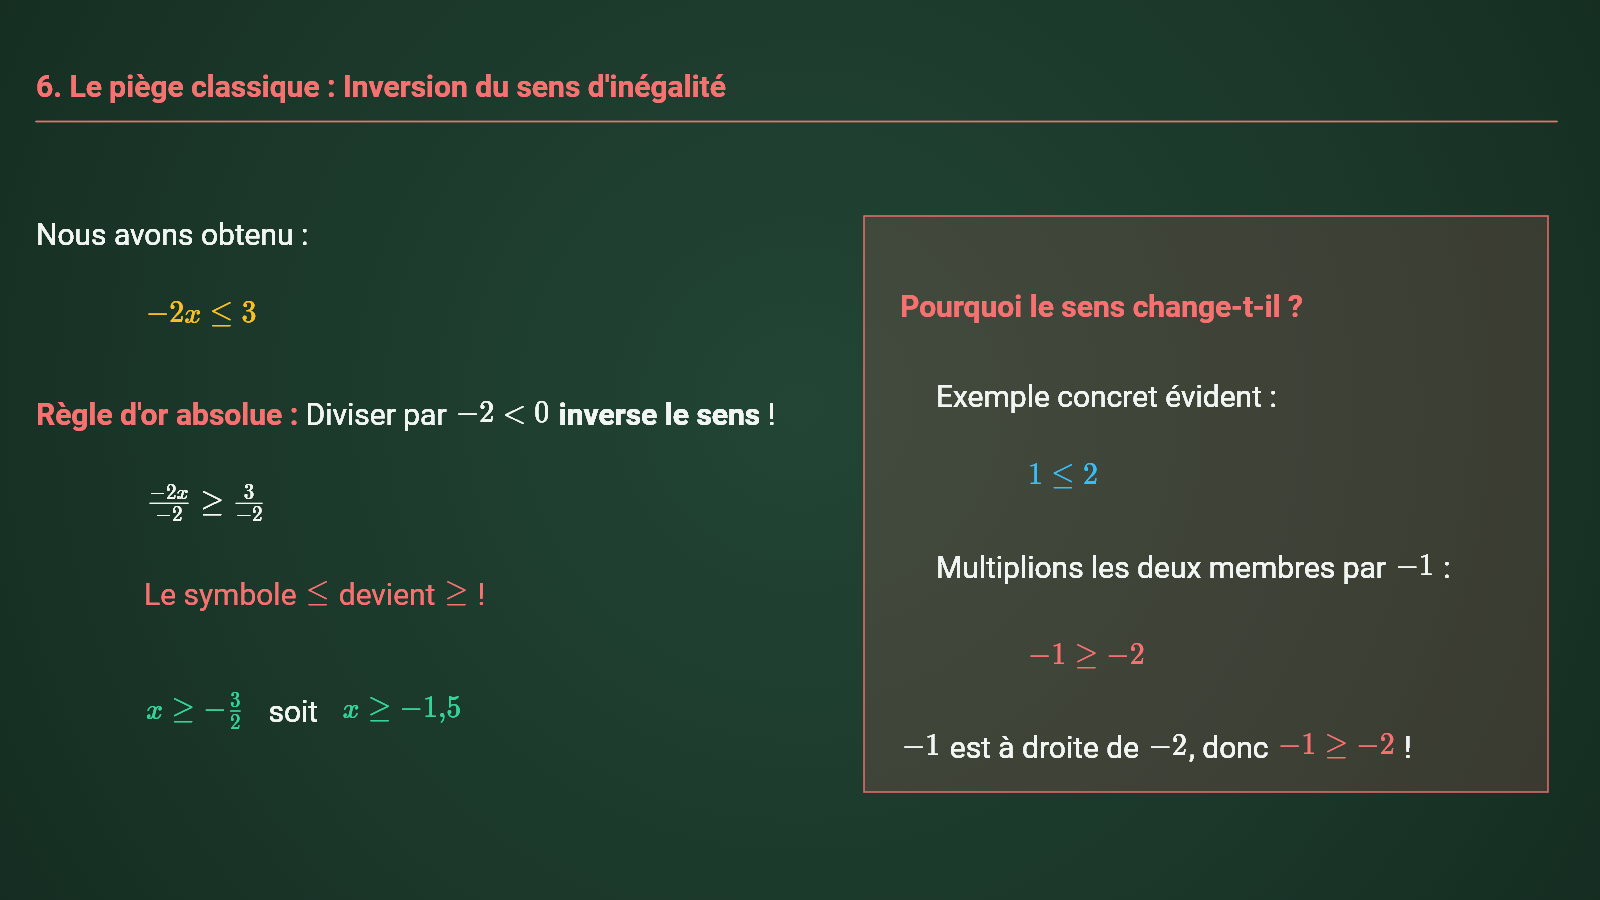 6. Le piège classique : Inversion du sens d'inégalité
Nous avons obtenu :
−2x ≤ 3
Règle d'or absolue : Diviser par −2 < 0 inverse le sens !
−2x/−2 ≥ 3/−2
Le symbole ≤ devient ≥ !
x ≥ −3/2 soit x ≥ −1,5
Pourquoi le sens change-t-il ?
Exemple concret évident :
1 ≤ 2
Multiplions les deux membres par −1 :
−1 ≥ −2
−1 est à droite de −2, donc −1 ≥ −2 !